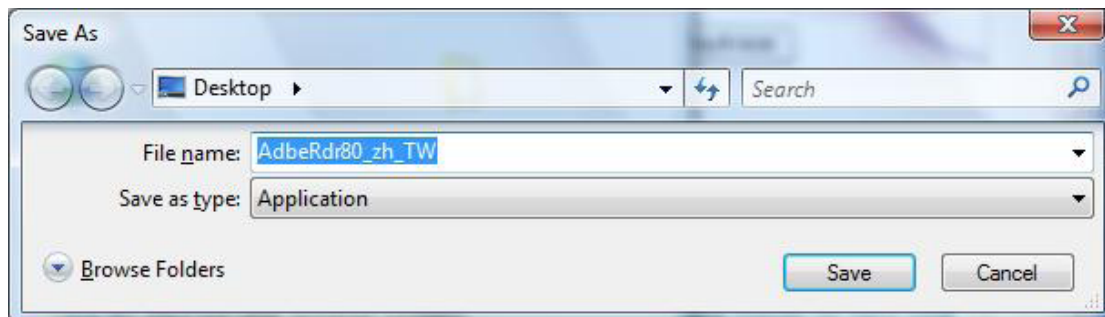 Save As
Desktop
Search
File name: AdbeRdr80_zh_TW
Save as type: Application
Browse Folders
Save Cancel